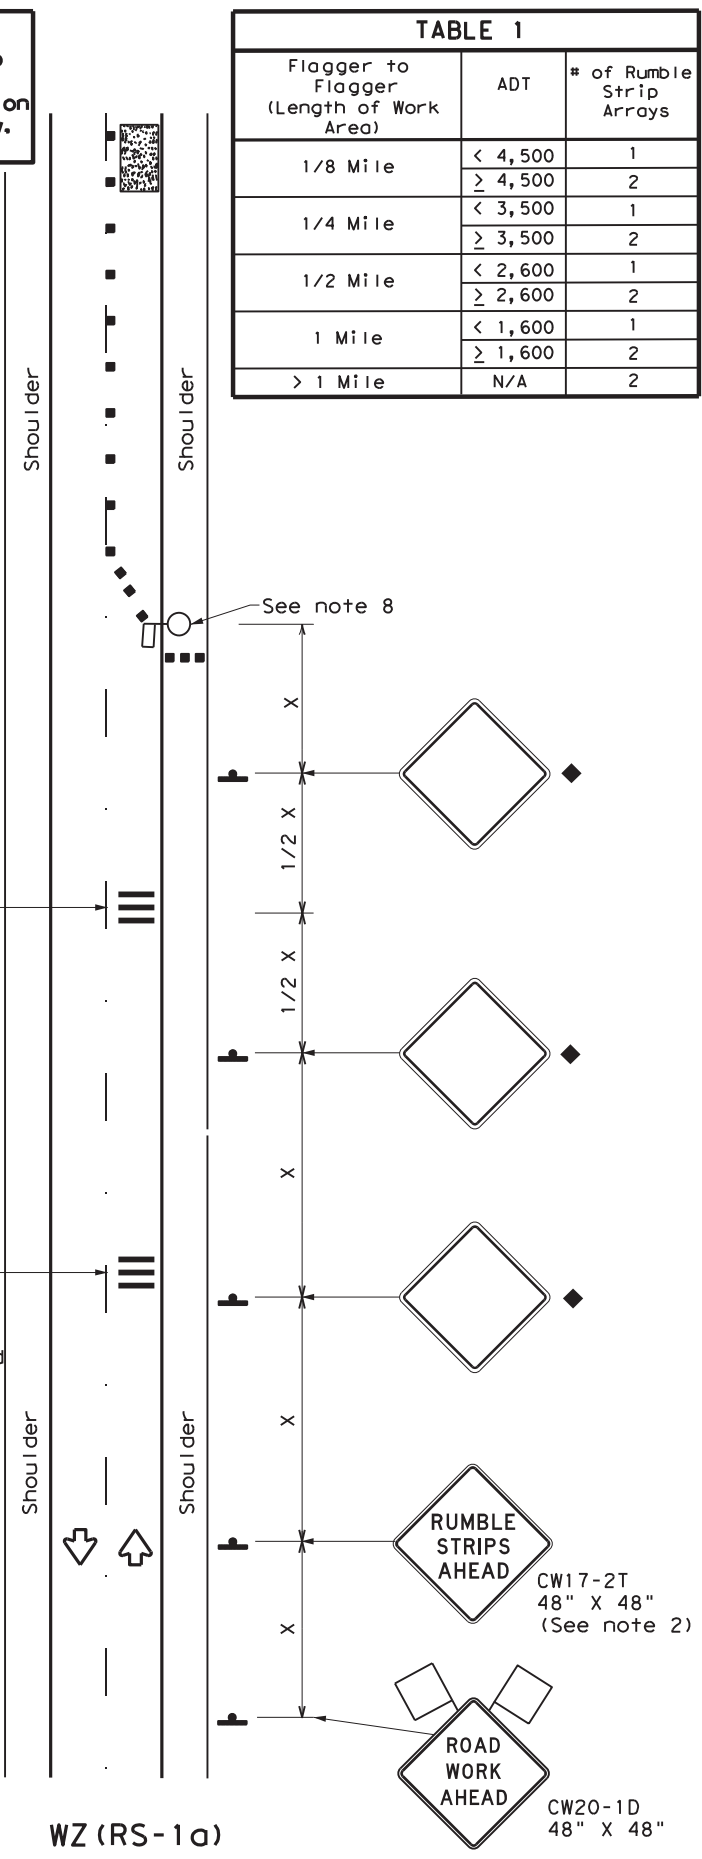 on
TABLE 1
Flagger to
Flagger
(Length of Work
Area)
ADT
# of Rumble
Strip
Arrays
1/8 Mile
< 4,500
1
≥ 4,500
2
1/4 Mile
< 3,500
1
≥ 3,500
2
1/2 Mile
< 2,600
1
≥ 2,600
2
1 Mile
< 1,600
1
≥ 1,600
2
> 1 Mile
N/A
2
Shoulder
Shoulder
See note 8
X
1/2 X
1/2 X
X
X
Shoulder
Shoulder
RUMBLE
STRIPS
AHEAD
CW17-2T
48" X 48"
(See note 2)
X
ROAD
WORK
AHEAD
CW20-1D
48" X 48"
WZ(RS-1a)